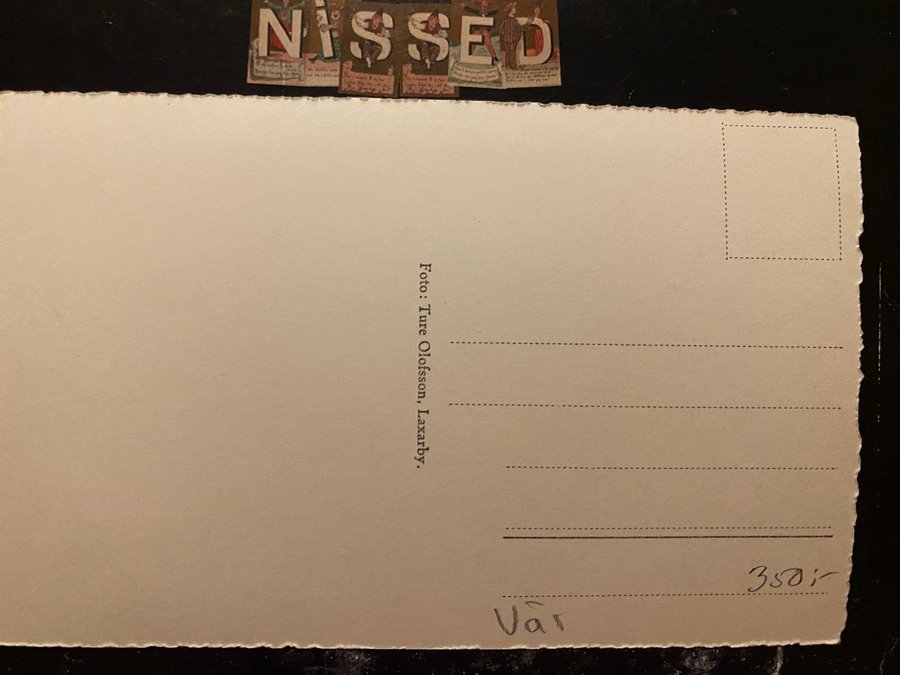 NISSED
Foto: Ture Olofsson, Laxarby.
350:-
Vår